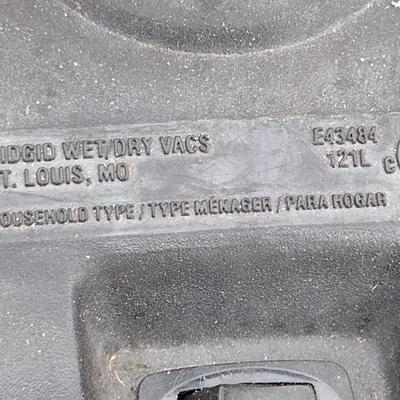 IDGID WET/DRY VACS E43484
T. LOUIS, MO 121L C
OUSEHOLD TYPE / TYPE MÉNAGER / PARA HOGAR